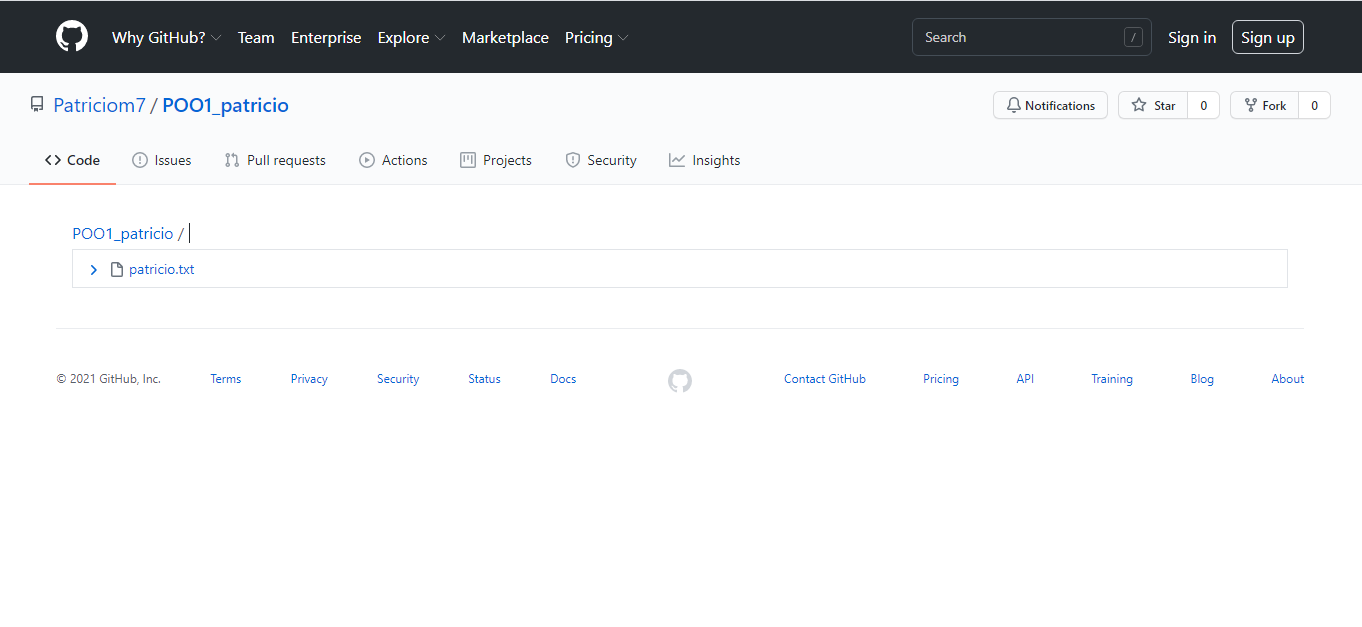 Why GitHub? Team Enterprise Explore Marketplace Pricing Search / Sign in Sign up
Patriciom7 / POO1_patricio Notifications Star 0 Fork 0
Code Issues Pull requests Actions Projects Security Insights
POO1_patricio /
patricio.txt
© 2021 GitHub, Inc. Terms Privacy Security Status Docs Contact GitHub Pricing API Training Blog About